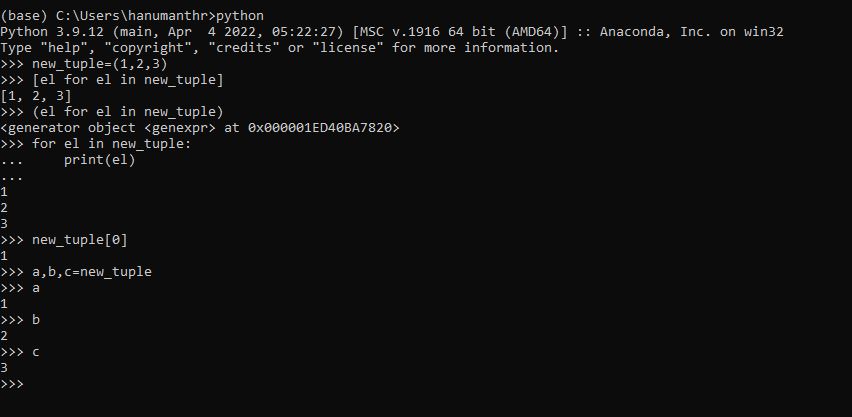 (base) C:\Users\hanumanthr>python
Python 3.9.12 (main, Apr  4 2022, 05:22:27) [MSC v.1916 64 bit (AMD64)] :: Anaconda, Inc. on win32
Type "help", "copyright", "credits" or "license" for more information.
>>> new_tuple=(1,2,3)
>>> [el for el in new_tuple]
[1, 2, 3]
>>> (el for el in new_tuple)
<generator object <genexpr> at 0x000001ED40BA7820>
>>> for el in new_tuple:
...     print(el)
...
1
2
3
>>> new_tuple[0]
1
>>> a,b,c=new_tuple
>>> a
1
>>> b
2
>>> c
3
>>>